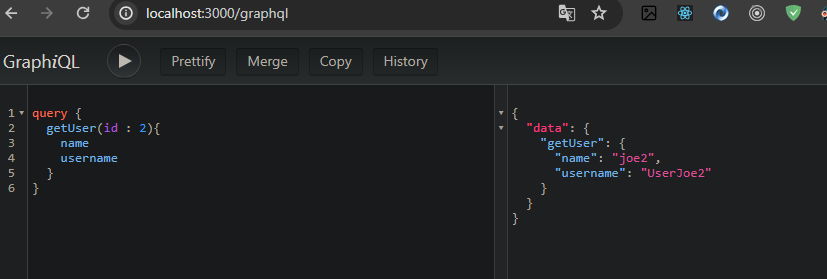 localhost:3000/graphql
GraphiQL Prettify Merge Copy History
1 query {
2 getUser(id : 2){
3 name
4 username
5 }
6 }
{
"data": {
"getUser": {
"name": "joe2",
"username": "UserJoe2"
}
}
}